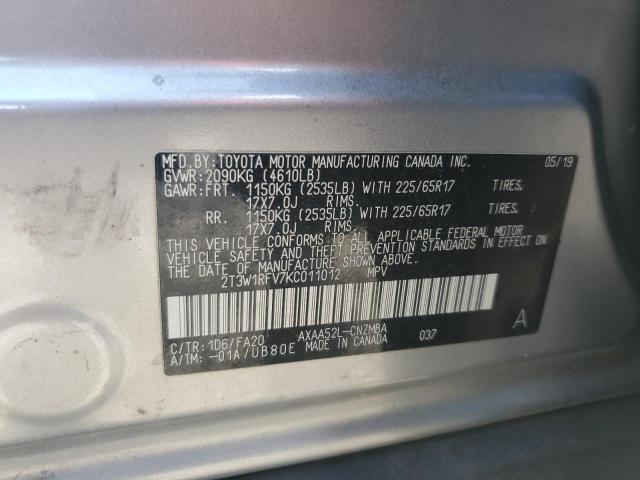 MFD. BY: TOYOTA MOTOR MANUFACTURING CANADA INC. 05/19
GVWR: 2090KG (4610LB)
GAWR: FRT. 1150KG (2535LB) WITH 225/65R17 TIRES,
17X7.0J RIMS.
RR. 1150KG (2535LB) WITH 225/65R17 TIRES,
17X7.0J RIMS.
THIS VEHICLE CONFORMS TO ALL APPLICABLE FEDERAL MOTOR
VEHICLE SAFETY AND THEFT PREVENTION STANDARDS IN EFFECT ON
THE DATE OF MANUFACTURE SHOWN ABOVE.
2T3W1RFV7KC011012 MPV
A
AXAA52L-CNZMBA
C/TR: 1D6/FA20 MADE IN CANADA 037
A/TM: -01A/UB80E